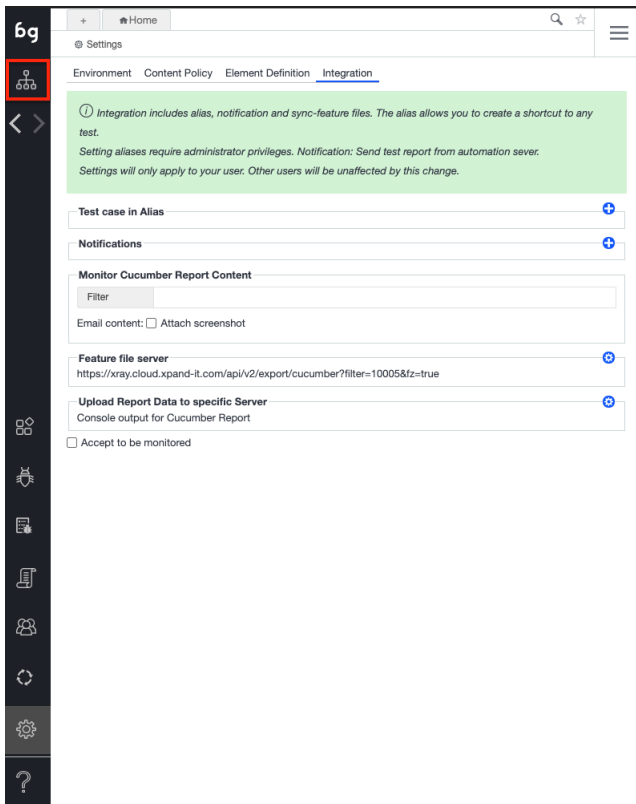 bg
+ Home
Settings
Environment Content Policy Element Definition Integration
Integration includes alias, notification and sync-feature files. The alias allows you to create a shortcut to any
test.
Setting aliases require administrator privileges. Notification: Send test report from automation sever.
Settings will only apply to your user. Other users will be unaffected by this change.
Test case in Alias
Notifications
Monitor Cucumber Report Content
Filter
Email content: Attach screenshot
Feature file server
https://xray.cloud.xpand-it.com/api/v2/export/cucumber?filter=10005&fz=true
Upload Report Data to specific Server
Console output for Cucumber Report
Accept to be monitored